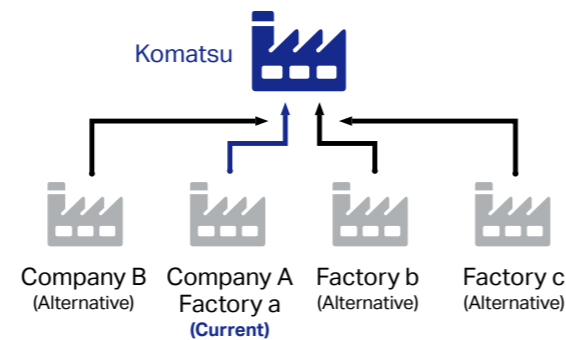 Komatsu
Company B
(Alternative)
Company A
Factory a
(Current)
Factory b
(Alternative)
Factory c
(Alternative)